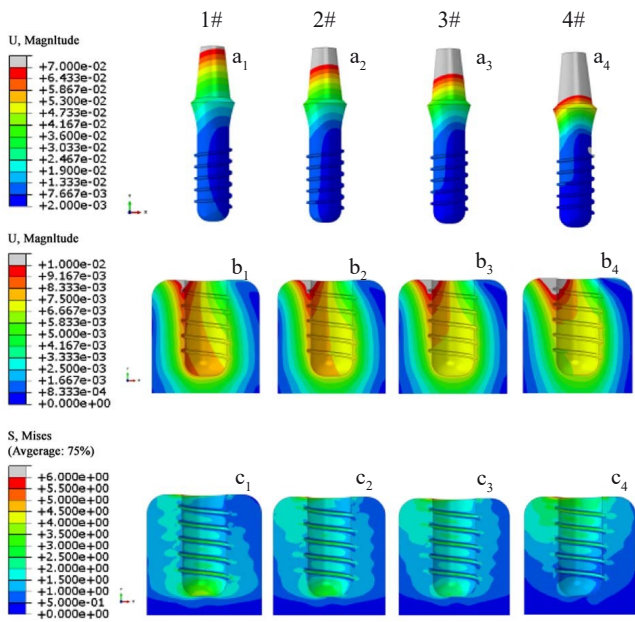 1# 2# 3# 4#
U, MagnItude
a1 a2 a3 a4
+7.000e-02
+6.433e-02
+5.867e-02
+5.300e-02
+4.733e-02
+4.167e-02
+3.600e-02
+3.033e-02
+2.467e-02
+1.900e-02
+1.333e-02
+7.667e-03
+2.000e-03
U, MagnItude
b1 b2 b3 b4
+1.000e-02
+9.167e-03
+8.333e-03
+7.500e-03
+6.667e-03
+5.833e-03
+5.000e-03
+4.167e-03
+3.333e-03
+2.500e-03
+1.667e-03
+8.333e-04
+0.000e+00
S, Mises
(Avgerage: 75%)
c1 c2 c3 c4
+6.000e+00
+5.500e+00
+5.000e+00
+4.500e+00
+4.000e+00
+3.500e+00
+3.000e+00
+2.500e+00
+2.000e+00
+1.500e+00
+1.000e+00
+5.000e-01
+0.000e+00